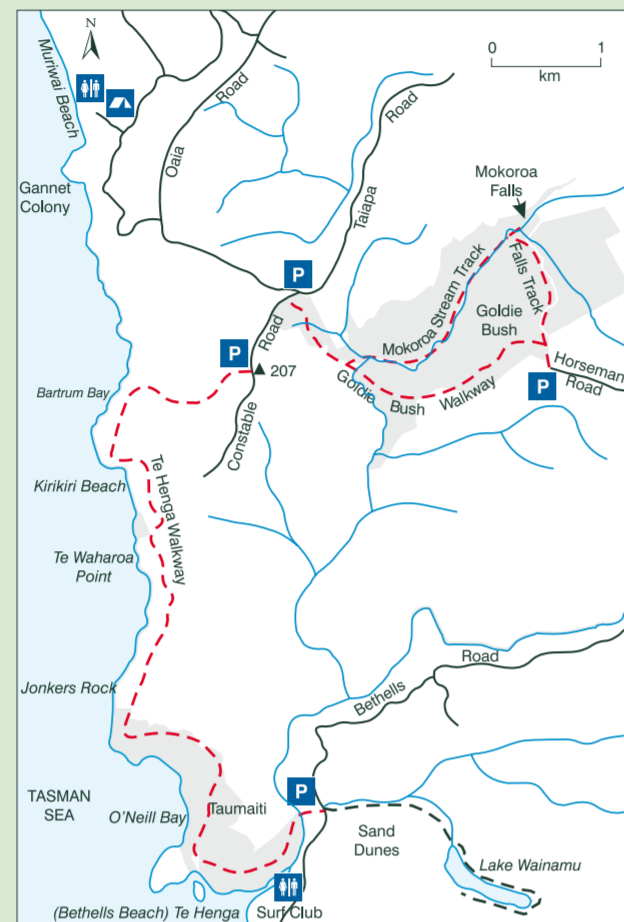 N
0 1
km
Muriwai Beach
Road
Oaia
Road
Taiapa
Mokoroa
Falls
Gannet
Colony
P
Mokoroa Stream Track
Falls Track
Goldie
Bush
Road
P
207
Constable
Goldie Bush Walkway
Horseman
Road
P
Bartrum Bay
Kirikiri Beach
Te Henga Walkway
Te Waharoa
Point
Jonkers Rock
Road
Bethells
P
TASMAN
SEA
O'Neill Bay
Taumaiti
Sand
Dunes
Lake Wainamu
(Bethells Beach) Te Henga
Surf Club